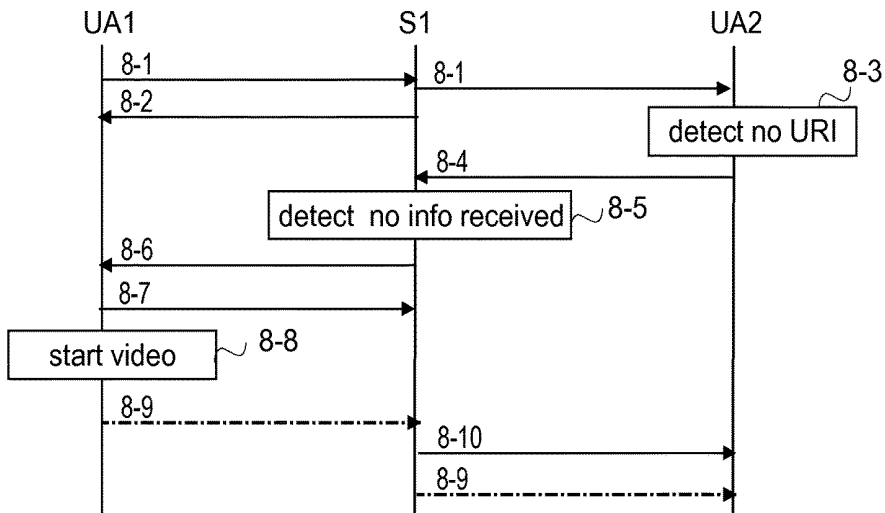 UA1 S1 UA2
8-1 8-1
8-3
8-2
detect no URI
8-4
detect no info received 8-5
8-6
8-7
start video 8-8
8-9
8-10
8-9